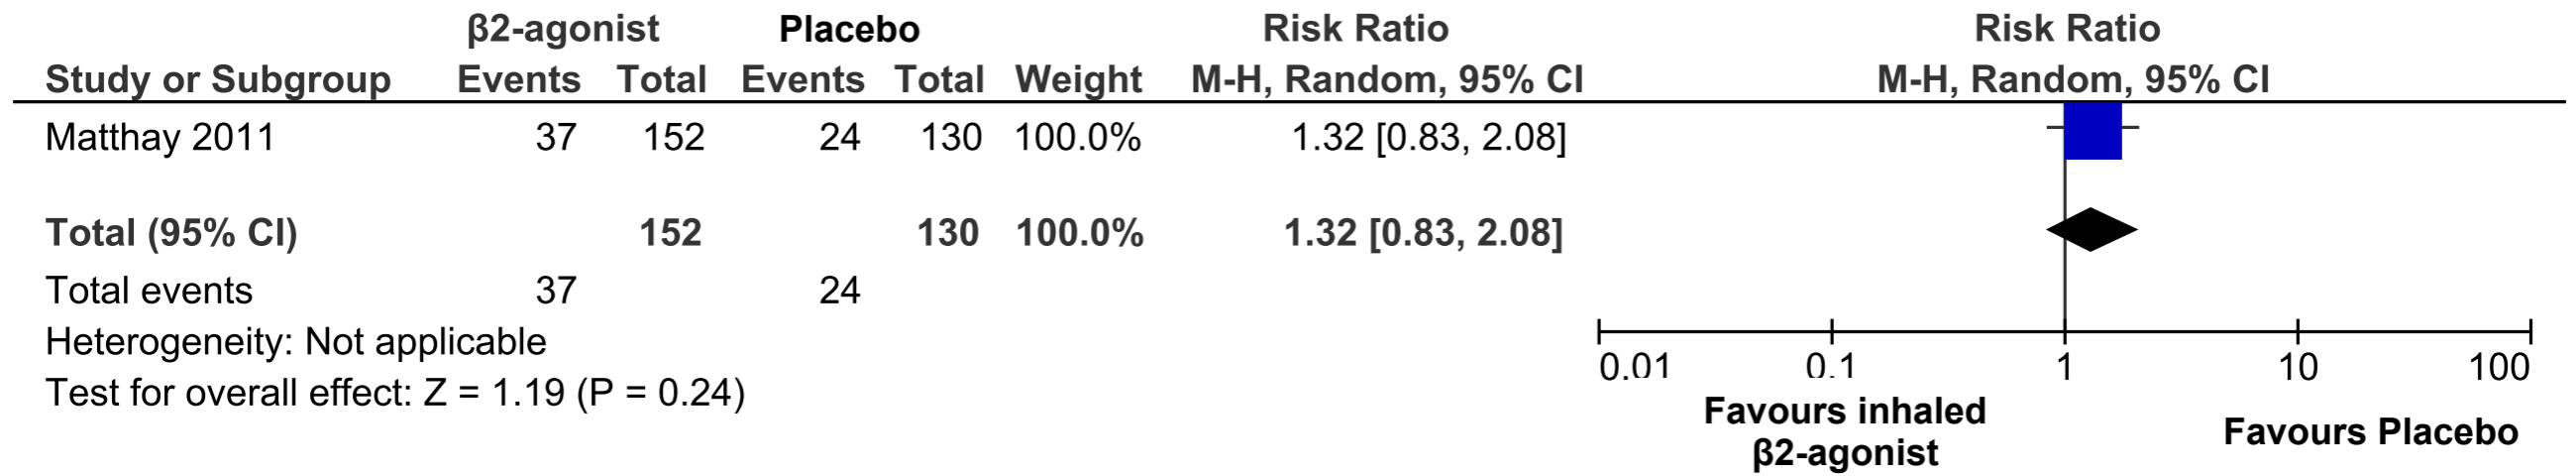 β2-agonist Placebo Risk Ratio Risk Ratio
Study or Subgroup Events Total Events Total Weight M-H, Random, 95% CI M-H, Random, 95% CI
Matthay 2011 37 152 24 130 100.0% 1.32 [0.83, 2.08]
Total (95% CI) 152 130 100.0% 1.32 [0.83, 2.08]
Total events 37 24
Heterogeneity: Not applicable
Test for overall effect: Z = 1.19 (P = 0.24)
0.01 0.1 1 10 100
Favours inhaled
β2-agonist
Favours Placebo